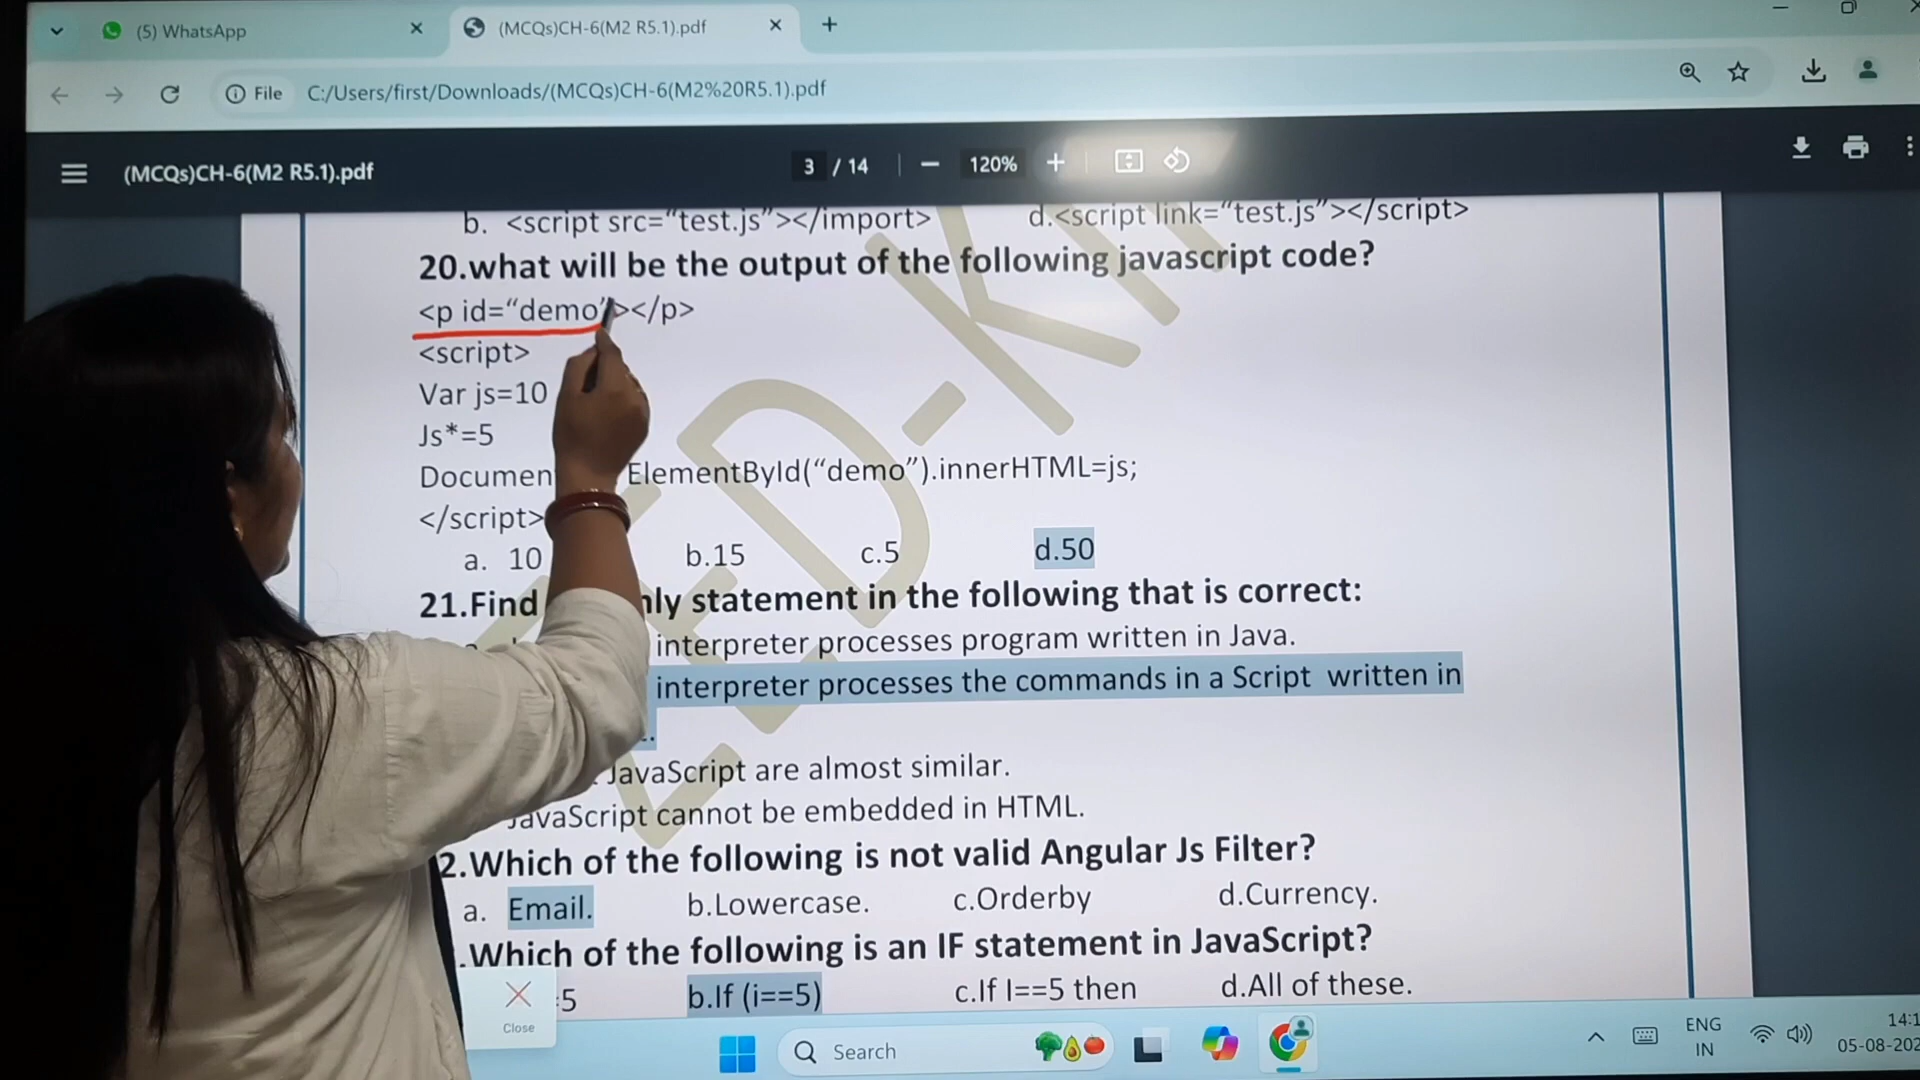 (5) WhatsApp
(MCQs)CH-6(M2 R5.1).pdf
File C:/Users/first/Downloads/(MCQs)CH-6(M2%20R5.1).pdf
(MCQs)CH-6(M2 R5.1).pdf 3 / 14 120%
b. <script src=“test.js”></import> d.<script link=“test.js”></script>
20.what will be the output of the following javascript code?
<p id=“demo”></p>
<script>
Var js=10
Js*=5
Documen ElementById(“demo”).innerHTML=js;
</script>
a. 10 b.15 c.5 d.50
21.Find nly statement in the following that is correct:
interpreter processes program written in Java.
interpreter processes the commands in a Script written in
JavaScript are almost similar.
JavaScript cannot be embedded in HTML.
2.Which of the following is not valid Angular Js Filter?
a. Email. b.Lowercase. c.Orderby d.Currency.
.Which of the following is an IF statement in JavaScript?
5 b.If (i==5) c.If I==5 then d.All of these.
Close
Search
ENG
IN
14:1
05-08-202